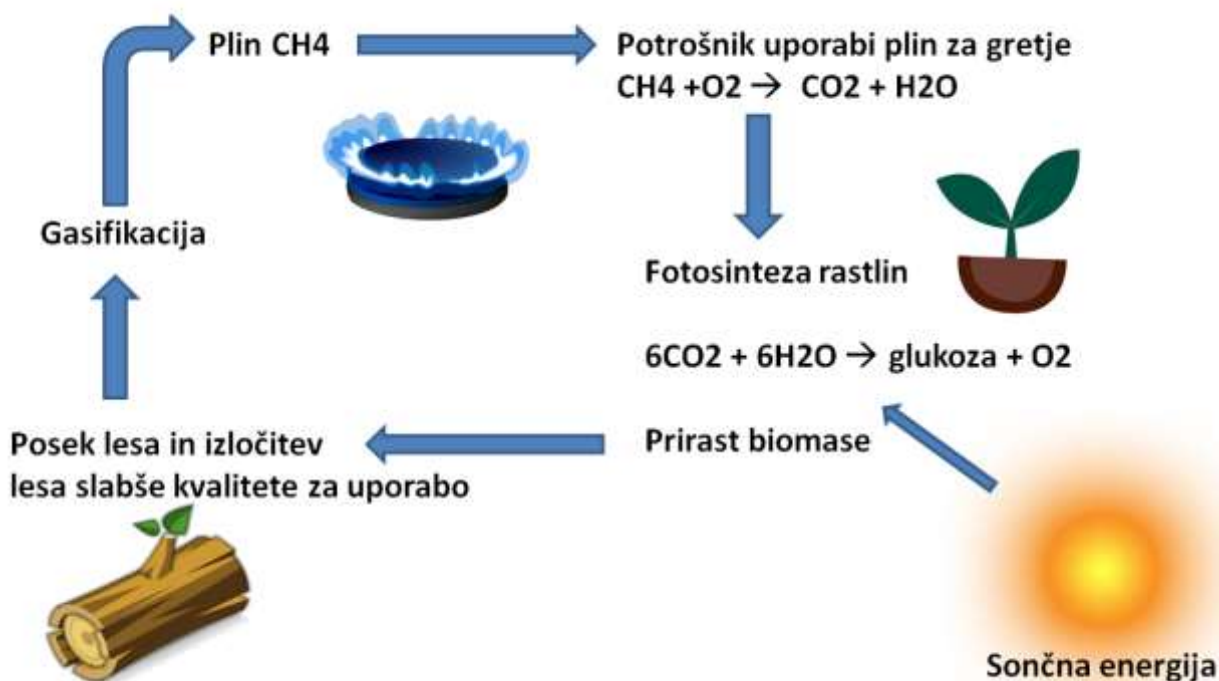 Plin CH4
Potrošnik uporabi plin za gretje
CH4 +O2 → CO2 + H2O
Gasifikacija
Fotosinteza rastlin
6CO2 + 6H2O → glukoza + O2
Posek lesa in izločitev
lesa slabše kvalitete za uporabo
Prirast biomase
Sončna energija